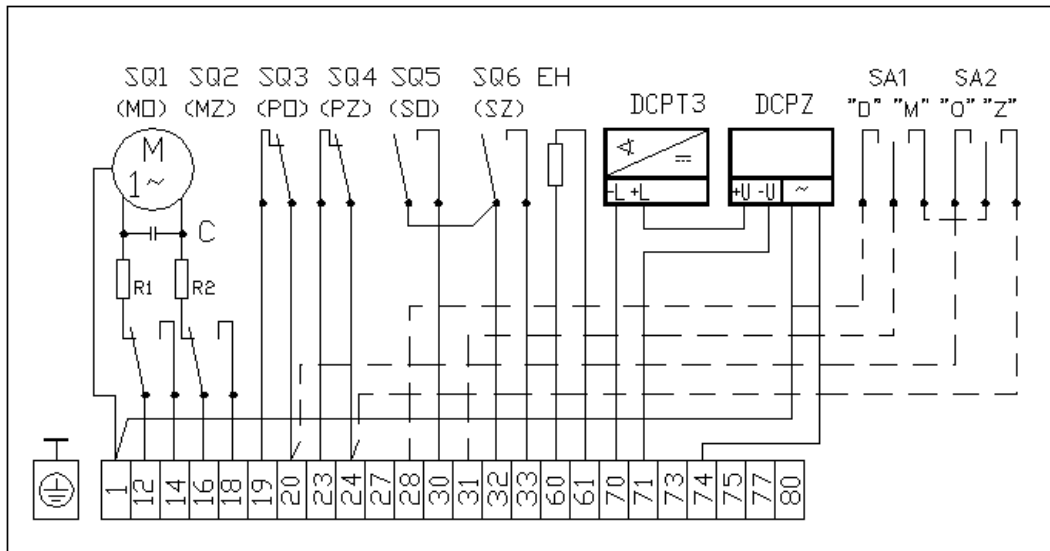 SQ1 SQ2 SQ3 SQ4 SQ5 SQ6 EH
(MO) (MZ) (PO) (PZ) (SO) (SZ)
DCPT3 DCPZ
SA1 SA2
"D" "M" "O" "Z"
M
1~
-L +L
+U -U ~
C
R1 R2
1 12 14 16 18 19 20 23 24 27 28 30 31 32 33 60 61 70 71 73 74 75 77 80